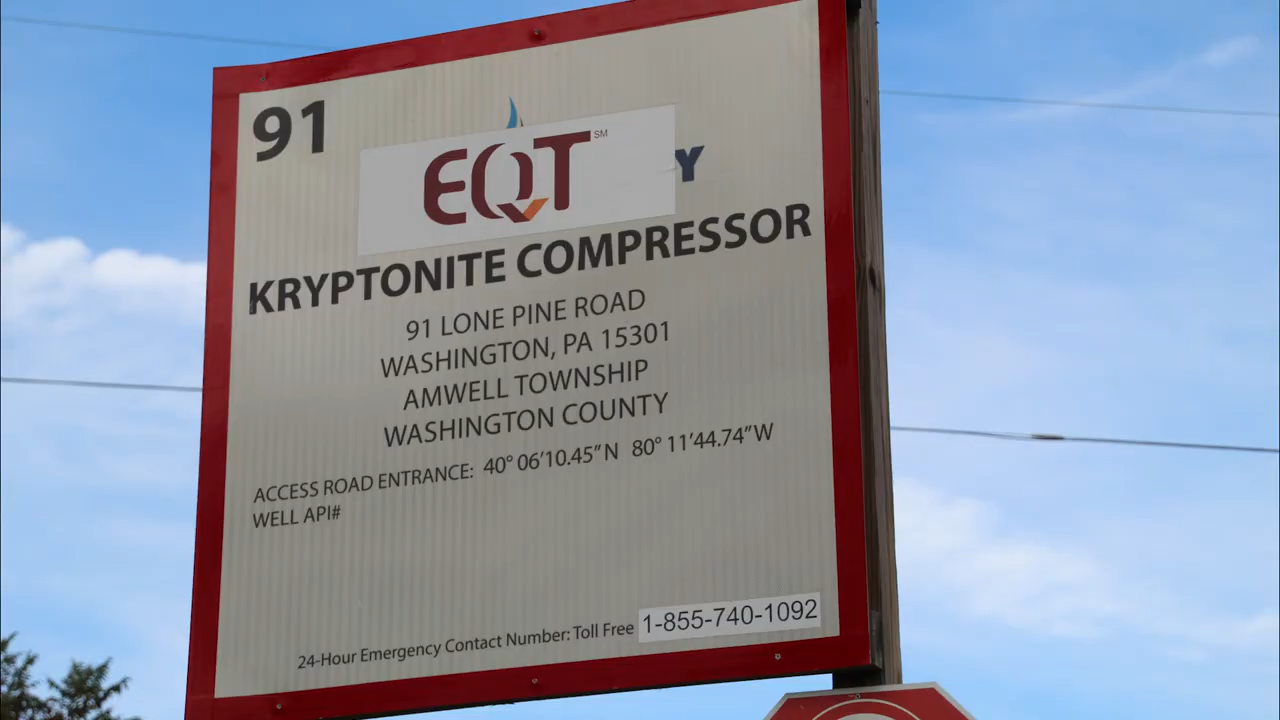 91
EQT SM
Y
KRYPTONITE COMPRESSOR
91 LONE PINE ROAD
WASHINGTON, PA 15301
AMWELL TOWNSHIP
WASHINGTON COUNTY
ACCESS ROAD ENTRANCE: 40° 06'10.45" N 80° 11'44.74" W
WELL API#
24-Hour Emergency Contact Number: Toll Free 1-855-740-1092